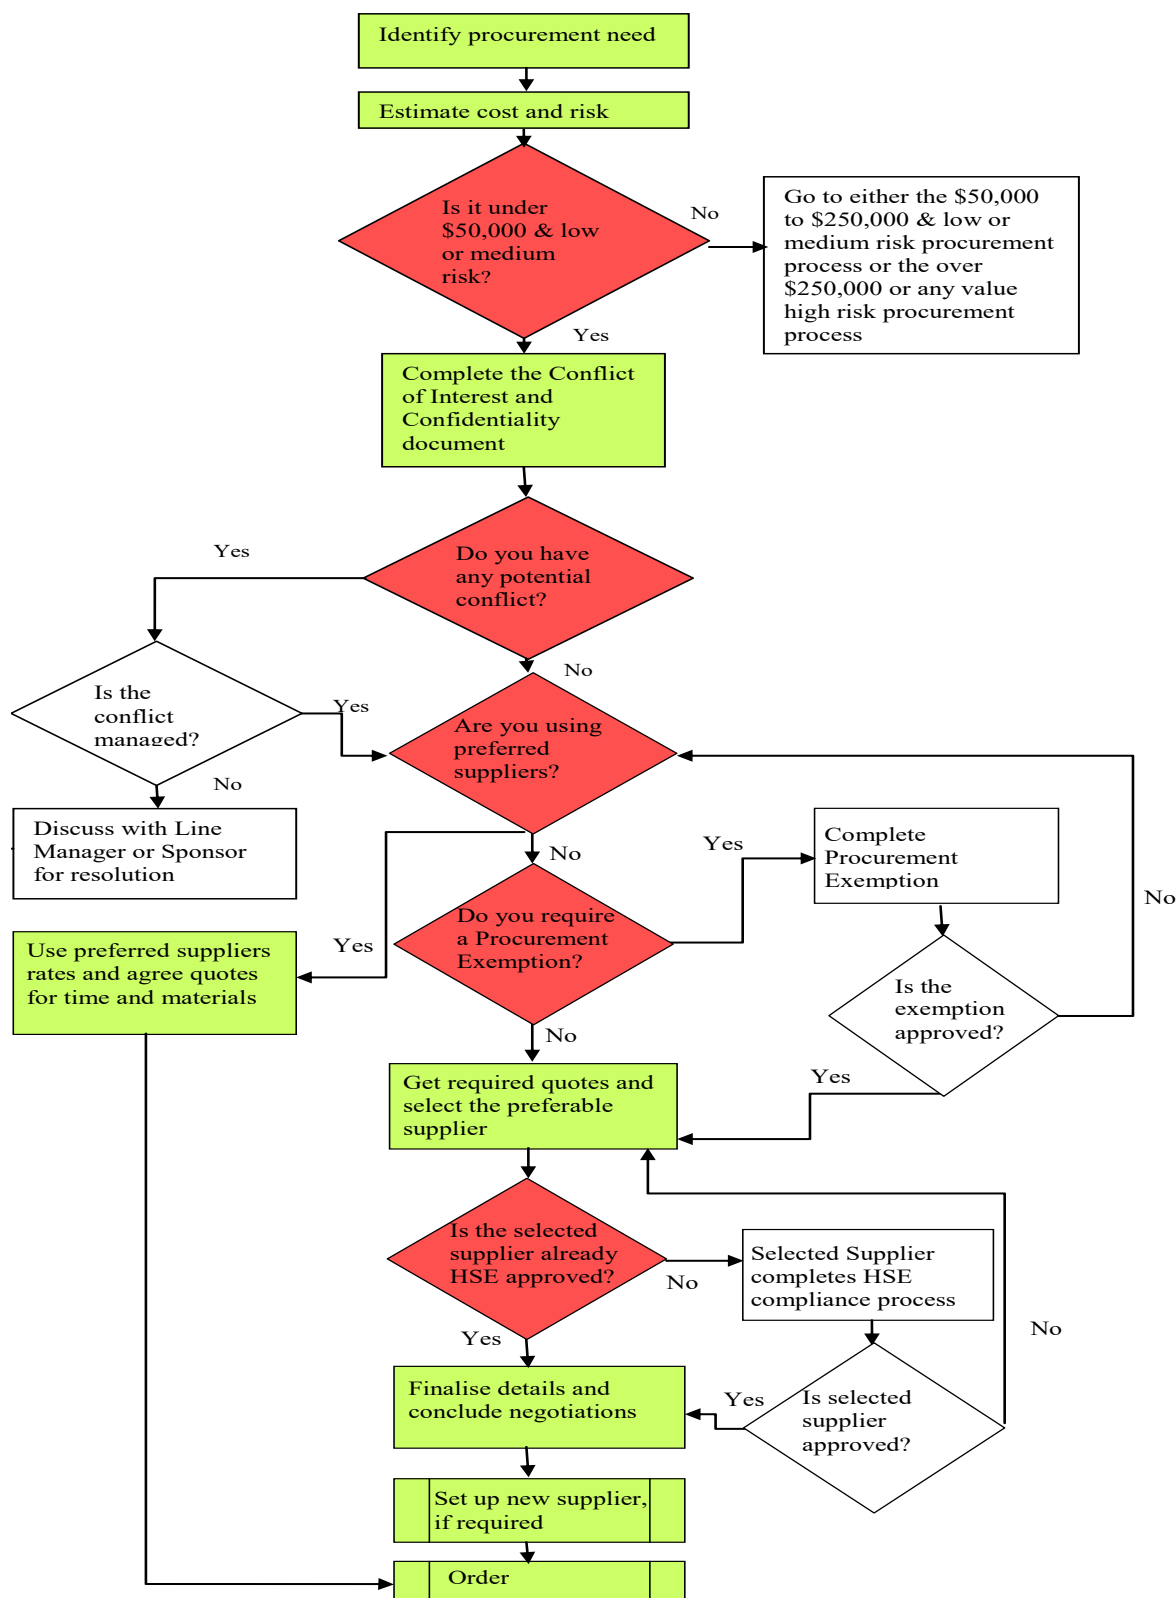 Identify procurement need
Estimate cost and risk
Is it under
$50,000 & low
or medium
risk?
No
Go to either the $50,000
to $250,000 & low or
medium risk procurement
process or the over
$250,000 or any value
high risk procurement
process
Yes
Complete the Conflict
of Interest and
Confidentiality
document
Do you have
any potential
conflict?
Yes
No
Is the
conflict
managed?
Yes
No
Are you using
preferred
suppliers?
Discuss with Line
Manager or Sponsor
for resolution
No
Yes
Do you require
a Procurement
Exemption?
Yes
Complete
Procurement
Exemption
No
Use preferred suppliers
rates and agree quotes
for time and materials
Is the
exemption
approved?
No
Yes
Get required quotes and
select the preferable
supplier
Is the selected
supplier already
HSE approved?
No
Selected Supplier
completes HSE
compliance process
No
Yes
Finalise details and
conclude negotiations
Yes
Is selected
supplier
approved?
Set up new supplier,
if required
Order